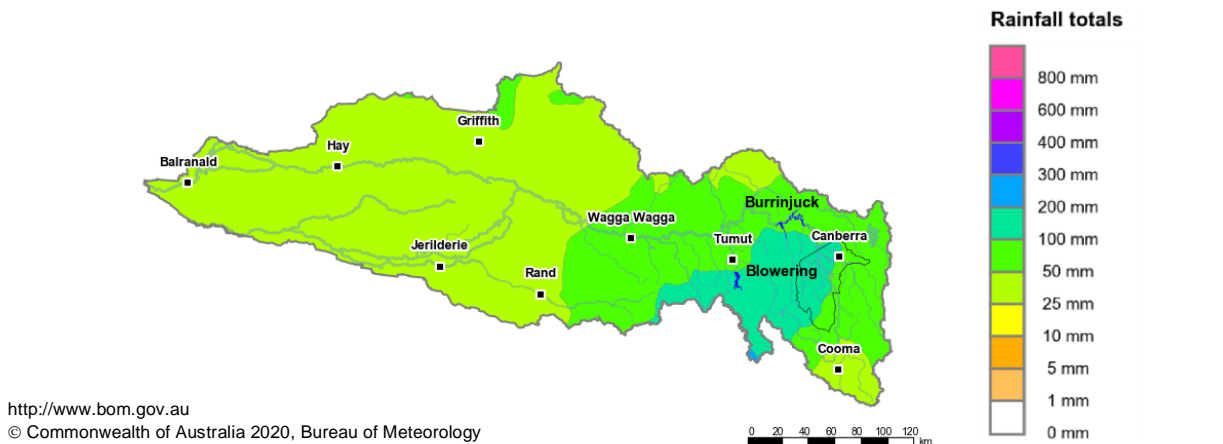 Rainfall totals
800 mm
600 mm
400 mm
300 mm
200 mm
100 mm
50 mm
25 mm
10 mm
5 mm
1 mm
0 mm
Griffith
Hay
Balranald
Burrinjuck
Wagga Wagga
Canberra
Tumut
Jerilderie
Blowering
Rand
Cooma
http://www.bom.gov.au
© Commonwealth of Australia 2020, Bureau of Meteorology
0 20 40 60 80 100 120
km